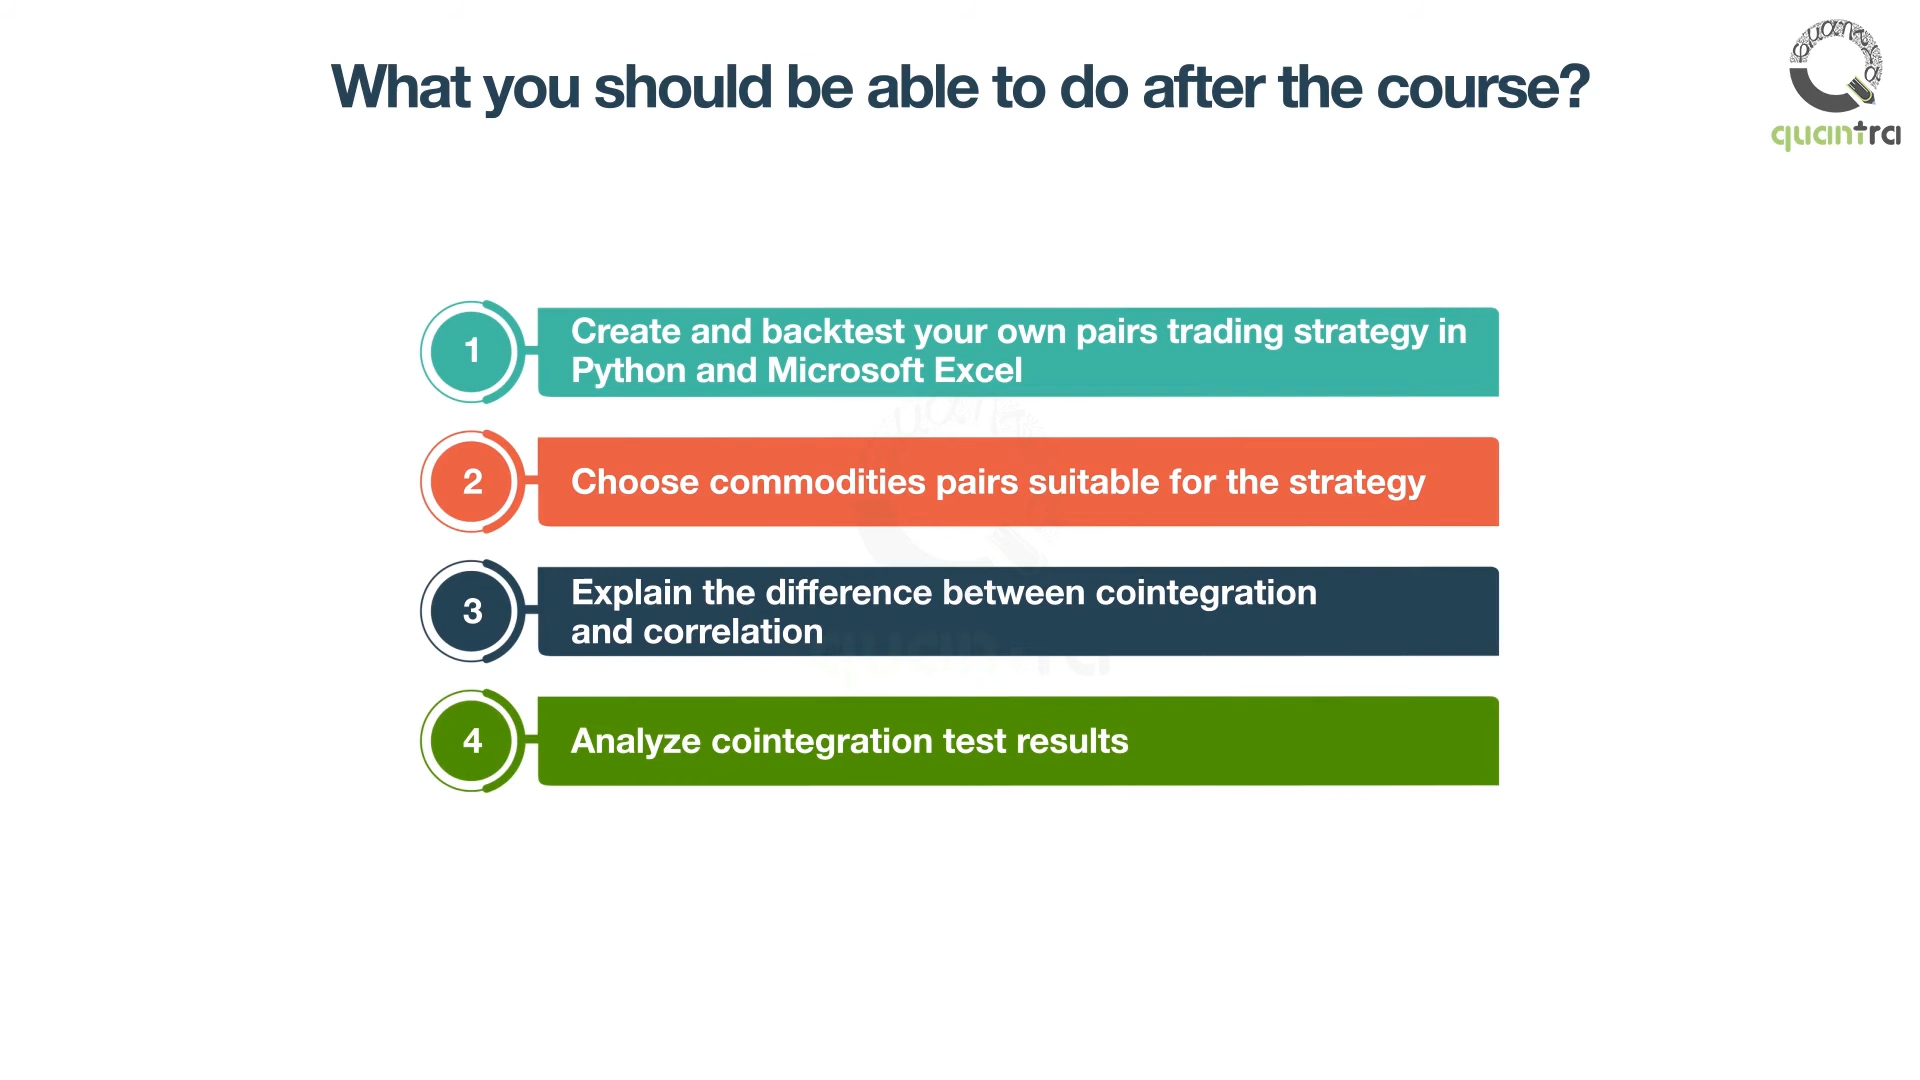 What you should be able to do after the course?
quantra
1
Create and backtest your own pairs trading strategy in
Python and Microsoft Excel
2
Choose commodities pairs suitable for the strategy
3
Explain the difference between cointegration
and correlation
quantra
4
Analyze cointegration test results